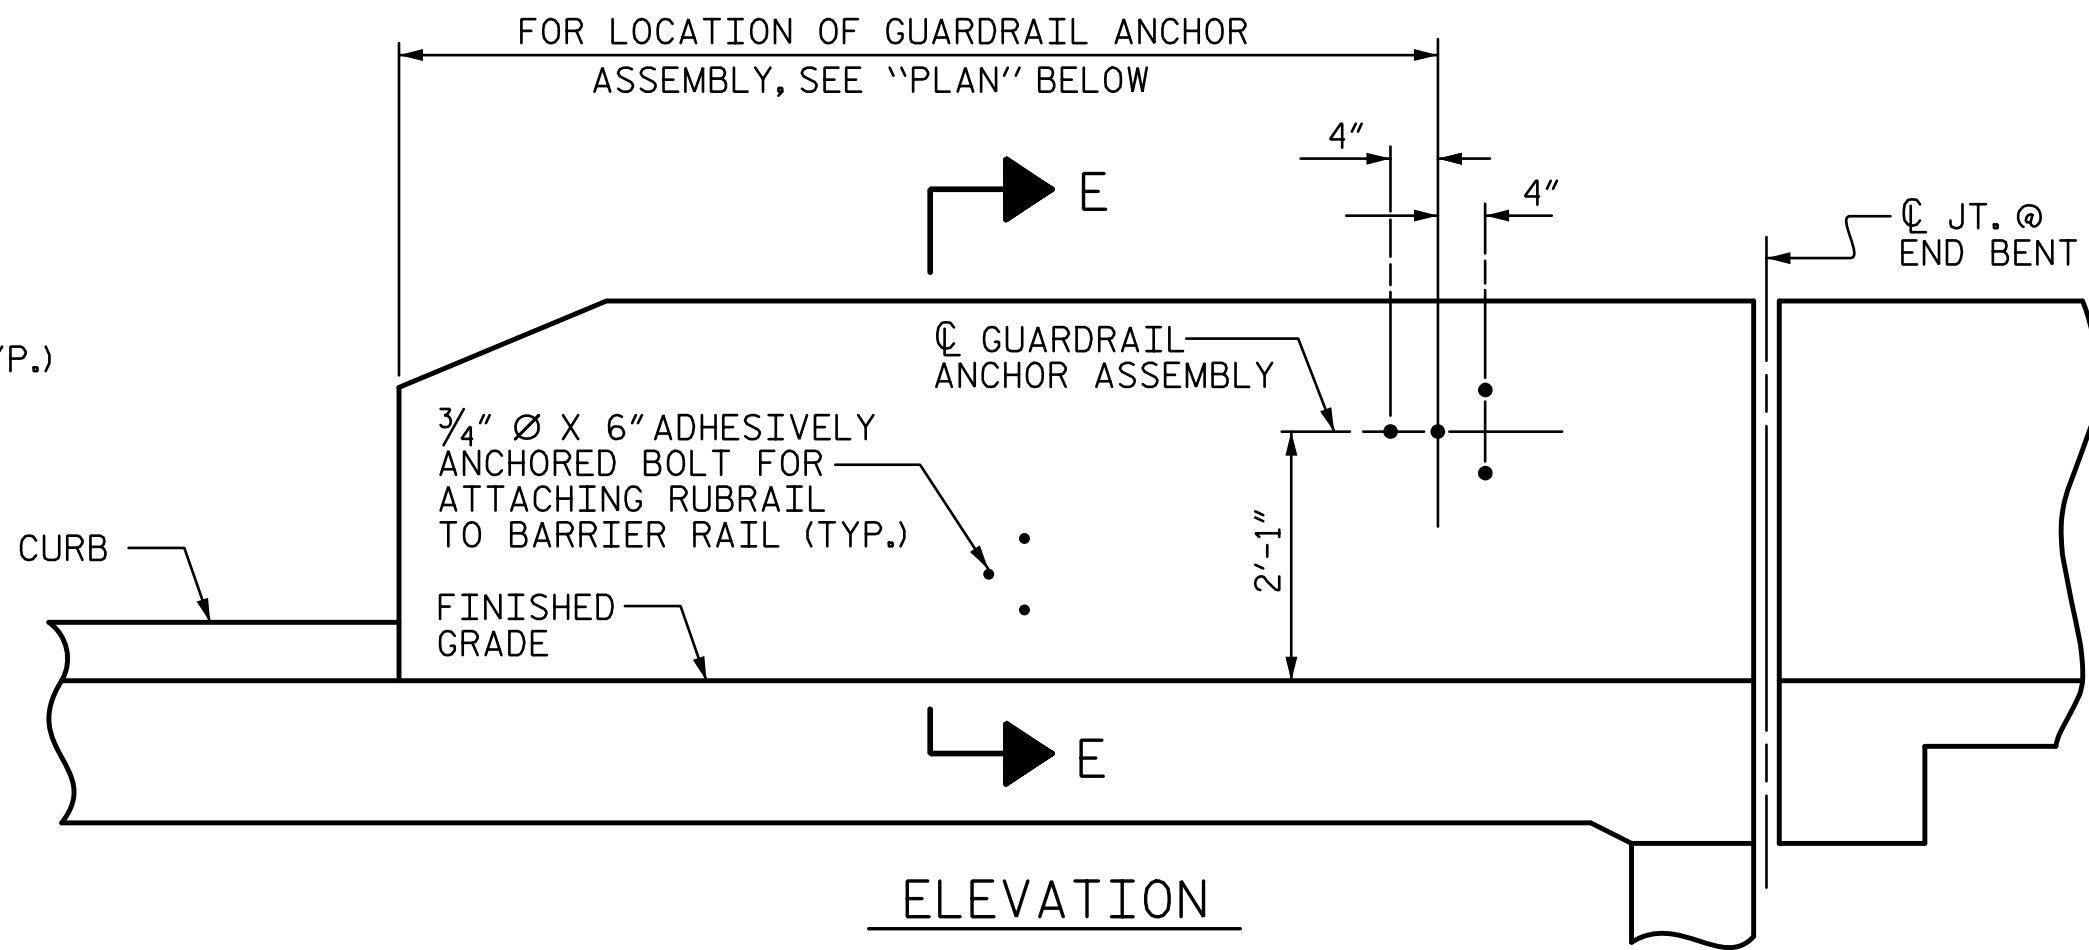 FOR LOCATION OF GUARDRAIL ANCHOR
ASSEMBLY, SEE "PLAN" BELOW
4"
4"
E
℄ JT. @
END BENT
℄ GUARDRAIL
ANCHOR ASSEMBLY
YP.)
3/4" Ø X 6" ADHESIVELY
ANCHORED BOLT FOR
ATTACHING RUBRAIL
TO BARRIER RAIL (TYP.)
2'-1"
CURB
FINISHED
GRADE
E
ELEVATION